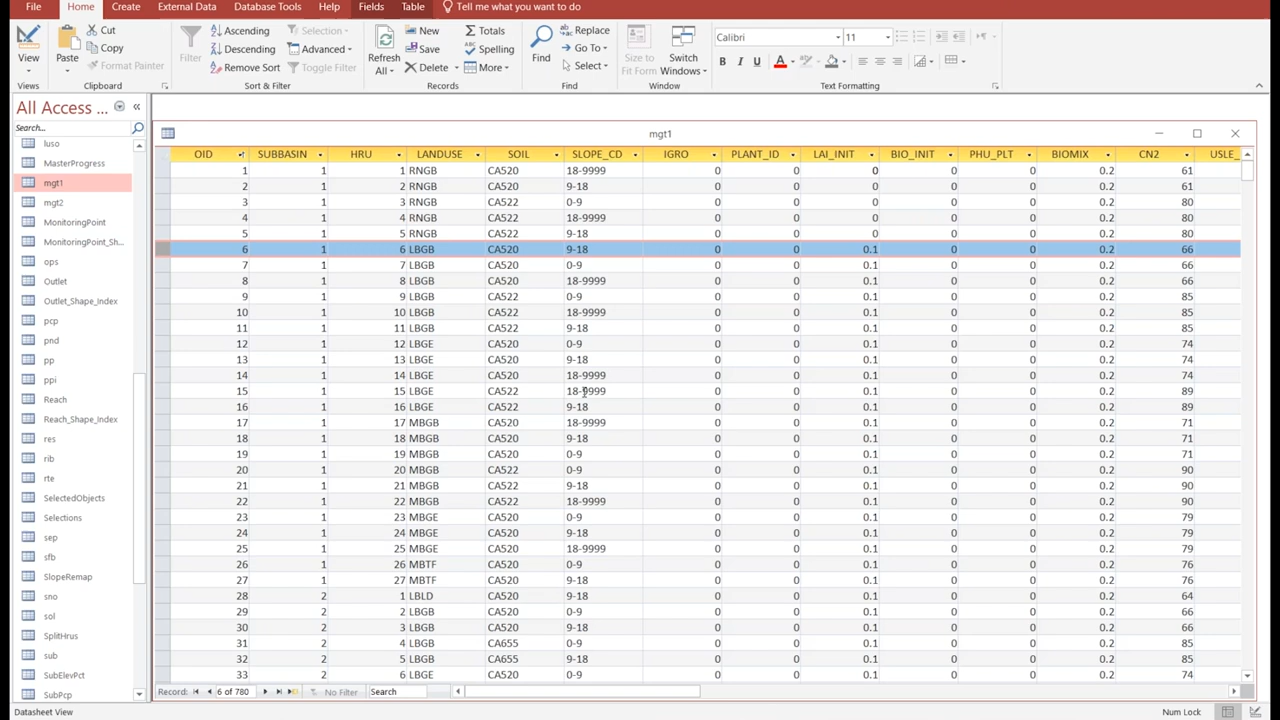 File Home Create External Data Database Tools Help Fields Table Tell me what you want to do
View
Views
Paste
Cut
Copy
Format Painter
Clipboard
Filter
Ascending
Descending
Remove Sort
Selection
Advanced
Toggle Filter
Sort & Filter
Refresh All
New
Save
Delete
Totals
Spelling
More
Records
Find
Replace
Go To
Select
Find
Size to Fit Form
Switch Windows
Window
Calibri 11
B I U A
Text Formatting
All Access ...
Search...
luso
MasterProgress
mgt1
mgt2
MonitoringPoint
MonitoringPoint_Sh...
ops
Outlet
Outlet_Shape_Index
pcp
pnd
pp
ppi
Reach
Reach_Shape_Index
res
rib
rte
SelectedObjects
Selections
sep
sfb
SlopeRemap
sno
sol
SplitHrus
sub
SubElevPct
SubPcp
mgt1
OID SUBBASIN HRU LANDUSE SOIL SLOPE_CD IGRO PLANT_ID LAI_INIT BIO_INIT PHU_PLT BIOMIX CN2 USLE_
1 1 1 RNGB CA520 18-9999 0 0 0 0 0 0.2 61
2 1 2 RNGB CA520 9-18 0 0 0 0 0 0.2 61
3 1 3 RNGB CA522 0-9 0 0 0 0 0 0.2 80
4 1 4 RNGB CA522 18-9999 0 0 0 0 0 0.2 80
5 1 5 RNGB CA522 9-18 0 0 0 0 0 0.2 80
6 1 6 LBGB CA520 9-18 0 0 0.1 0 0 0.2 66
7 1 7 LBGB CA520 0-9 0 0 0.1 0 0 0.2 66
8 1 8 LBGB CA520 18-9999 0 0 0.1 0 0 0.2 66
9 1 9 LBGB CA522 0-9 0 0 0.1 0 0 0.2 85
10 1 10 LBGB CA522 18-9999 0 0 0.1 0 0 0.2 85
11 1 11 LBGB CA522 9-18 0 0 0.1 0 0 0.2 85
12 1 12 LBGE CA520 0-9 0 0 0.1 0 0 0.2 74
13 1 13 LBGE CA520 9-18 0 0 0.1 0 0 0.2 74
14 1 14 LBGE CA520 18-9999 0 0 0.1 0 0 0.2 74
15 1 15 LBGE CA522 18-9999 0 0 0.1 0 0 0.2 89
16 1 16 LBGE CA522 9-18 0 0 0.1 0 0 0.2 89
17 1 17 MBGB CA520 18-9999 0 0 0.1 0 0 0.2 71
18 1 18 MBGB CA520 9-18 0 0 0.1 0 0 0.2 71
19 1 19 MBGB CA520 0-9 0 0 0.1 0 0 0.2 71
20 1 20 MBGB CA522 0-9 0 0 0.1 0 0 0.2 90
21 1 21 MBGB CA522 9-18 0 0 0.1 0 0 0.2 90
22 1 22 MBGB CA522 18-9999 0 0 0.1 0 0 0.2 90
23 1 23 MBGE CA520 0-9 0 0 0.1 0 0 0.2 79
24 1 24 MBGE CA520 9-18 0 0 0.1 0 0 0.2 79
25 1 25 MBGE CA520 18-9999 0 0 0.1 0 0 0.2 79
26 1 26 MBTF CA520 0-9 0 0 0.1 0 0 0.2 76
27 1 27 MBTF CA520 9-18 0 0 0.1 0 0 0.2 76
28 2 1 LBLD CA520 9-18 0 0 0.1 0 0 0.2 64
29 2 2 LBGB CA520 0-9 0 0 0.1 0 0 0.2 66
30 2 3 LBGB CA520 9-18 0 0 0.1 0 0 0.2 66
31 2 4 LBGB CA655 0-9 0 0 0.1 0 0 0.2 85
32 2 5 LBGB CA655 9-18 0 0 0.1 0 0 0.2 85
33 2 6 LBGE CA520 0-9 0 0 0.1 0 0 0.2 74
Record: 6 of 780 No Filter Search
Datasheet View Num Lock